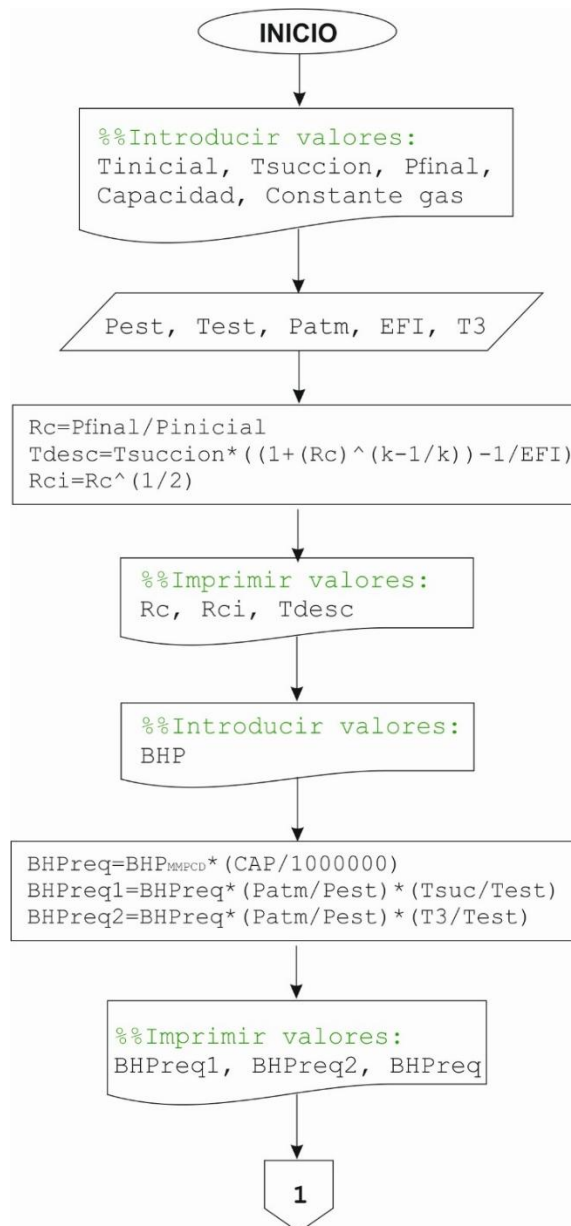 INICIO
%%Introducir valores:
Tinicial, Tsuccion, Pfinal,
Capacidad, Constante gas
Pest, Test, Patm, EFI, T3
Rc=Pfinal/Pinicial
Tdesc=Tsuccion*((1+(Rc)^(k-1/k))-1/EFI)
Rci=Rc^(1/2)
%%Imprimir valores:
Rc, Rci, Tdesc
%%Introducir valores:
BHP
BHPreq=BHPMMPCD*(CAP/1000000)
BHPreq1=BHPreq*(Patm/Pest)*(Tsuc/Test)
BHPreq2=BHPreq*(Patm/Pest)*(T3/Test)
%%Imprimir valores:
BHPreq1, BHPreq2, BHPreq
1